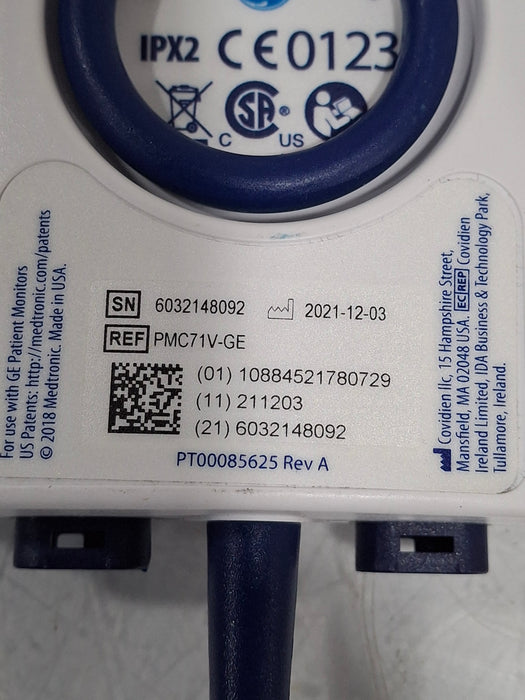 IPX2 CE0123
CSA®
C US
SN 6032148092 2021-12-03
REF PMC71V-GE
(01) 10884521780729
(11) 211203
(21) 6032148092
PT00085625 Rev A
For use with GE Patient Monitors
US Patents: http://medtronic.com/patents
© 2018 Medtronic. Made in USA.
Covidien llc, 15 Hampshire Street,
Mansfield, MA 02048 USA. EC REP Covidien
Ireland Limited, IDA Business & Technology Park,
Tullamore, Ireland.